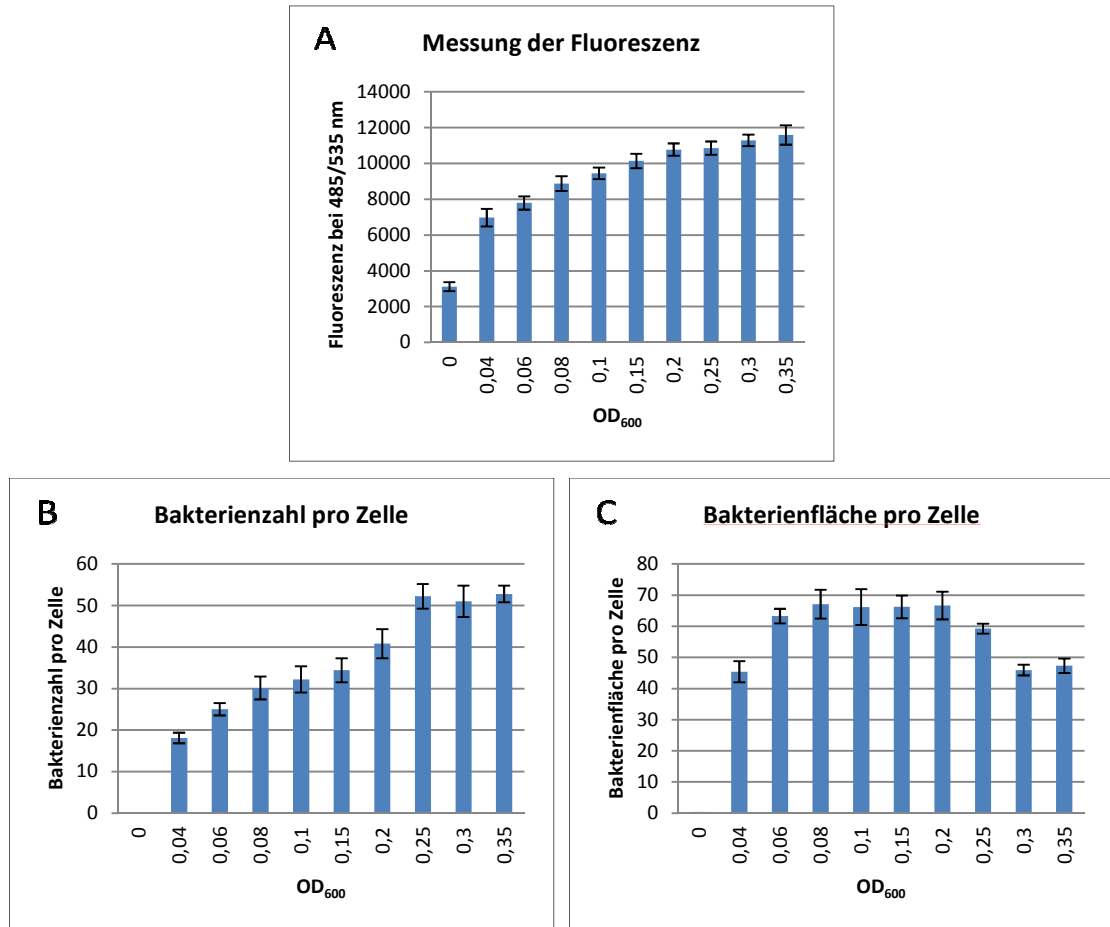 A
Messung der Fluoreszenz
Fluoreszenz bei 485/535 nm
14000
12000
10000
8000
6000
4000
2000
0
0 0,04 0,06 0,08 0,1 0,15 0,2 0,25 0,3 0,35
OD600
B
Bakterienzahl pro Zelle
Bakterienzahl pro Zelle
60
50
40
30
20
10
0
0 0,04 0,06 0,08 0,1 0,15 0,2 0,25 0,3 0,35
OD600
C
Bakterienfläche pro Zelle
Bakterienfläche pro Zelle
80
70
60
50
40
30
20
10
0
0 0,04 0,06 0,08 0,1 0,15 0,2 0,25 0,3 0,35
OD600